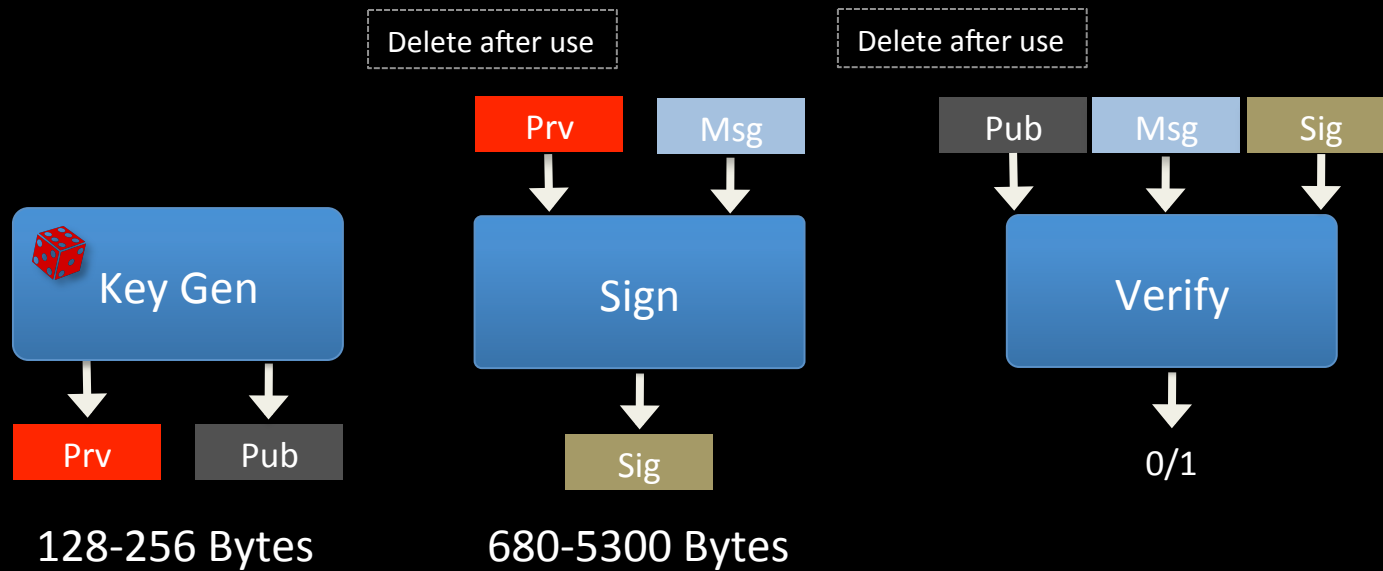 Delete after use
Delete after use
Prv
Msg
Pub
Msg
Sig
Key Gen
Sign
Verify
Prv
Pub
Sig
0/1
128-256 Bytes
680-5300 Bytes